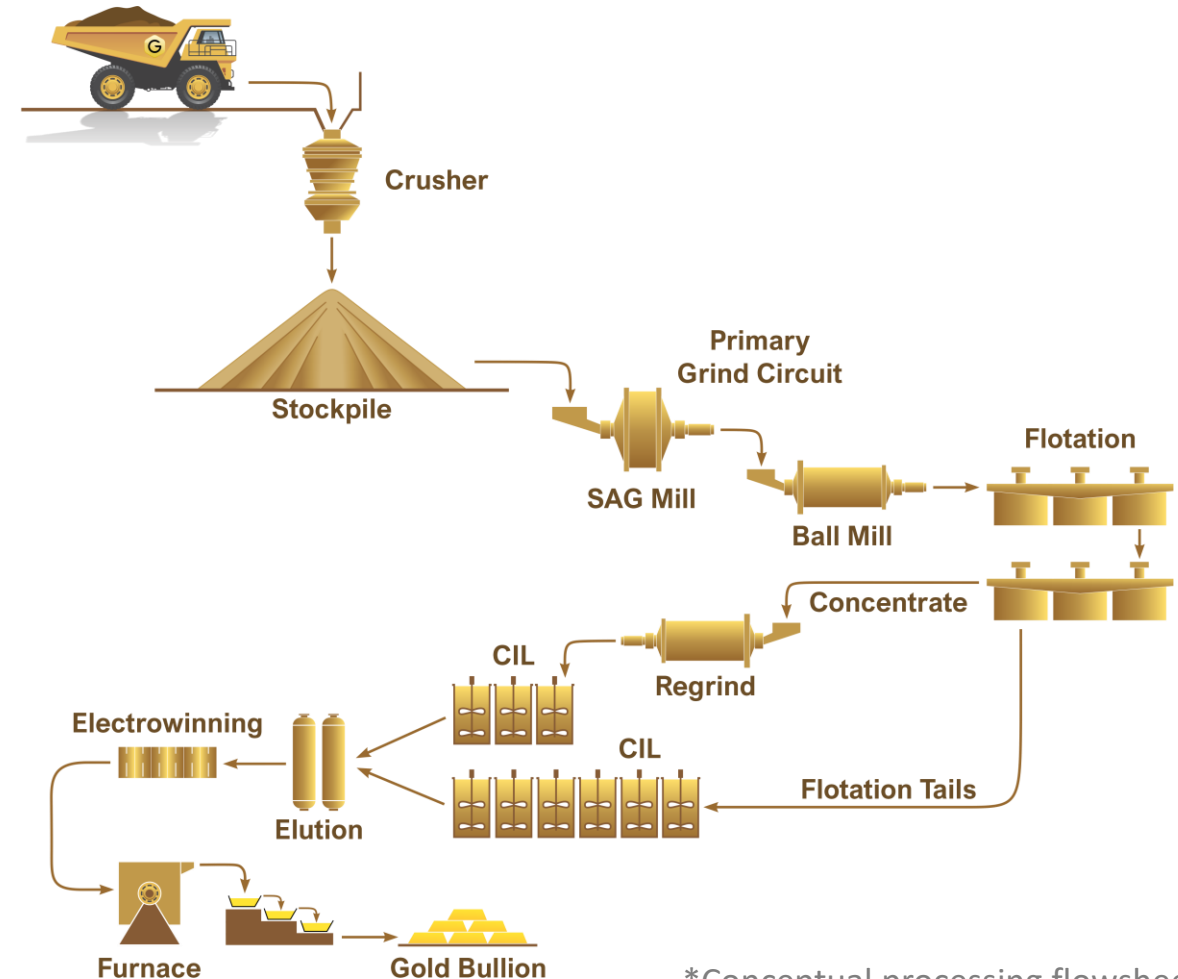 G
Crusher
Primary
Grind Circuit
Stockpile
Flotation
SAG Mill
Ball Mill
Concentrate
CIL
Regrind
Electrowinning
CIL
Flotation Tails
Elution
Furnace
Gold Bullion
*Conceptual processing